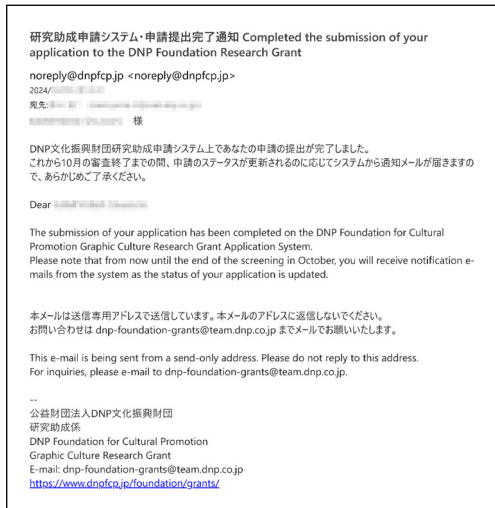 研究助成申請システム・申請提出完了通知 Completed the submission of your
application to the DNP Foundation Research Grant
noreply@dnpfcp.jp <noreply@dnpfcp.jp>
2024/
宛先:
様
DNP文化振興財団研究助成申請システム上であなたの申請の提出が完了しました。
これから10月の審査終了までの間、申請のステータスが更新されるのに応じてシステムから通知メールが届きますの
で、あらかじめご了承ください。
Dear
The submission of your application has been completed on the DNP Foundation for Cultural
Promotion Graphic Culture Research Grant Application System.
Please note that from now until the end of the screening in October, you will receive notification e-
mails from the system as the status of your application is updated.
本メールは送信専用アドレスで送信しています。本メールのアドレスに返信しないでください。
お問い合わせは dnp-foundation-grants@team.dnp.co.jp までメールでお願いいたします。
This e-mail is being sent from a send-only address. Please do not reply to this address.
For inquiries, please e-mail to dnp-foundation-grants@team.dnp.co.jp.
--
公益財団法人DNP文化振興財団
研究助成係
DNP Foundation for Cultural Promotion
Graphic Culture Research Grant
E-mail: dnp-foundation-grants@team.dnp.co.jp
https://www.dnpfcp.jp/foundation/grants/